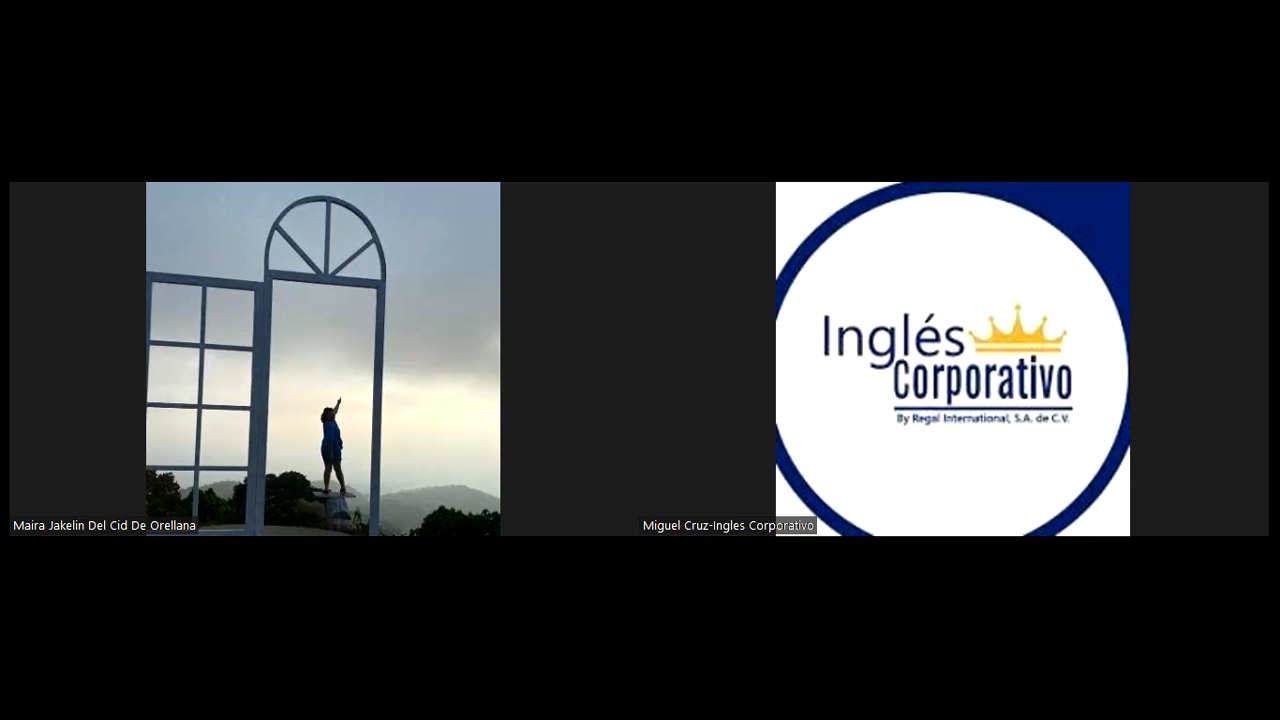 Inglés
Corporativo
By Regal International, S.A. de C.V.
Maira Jakelin Del Cid De Orellana
Miguel Cruz-Ingles Corporativo